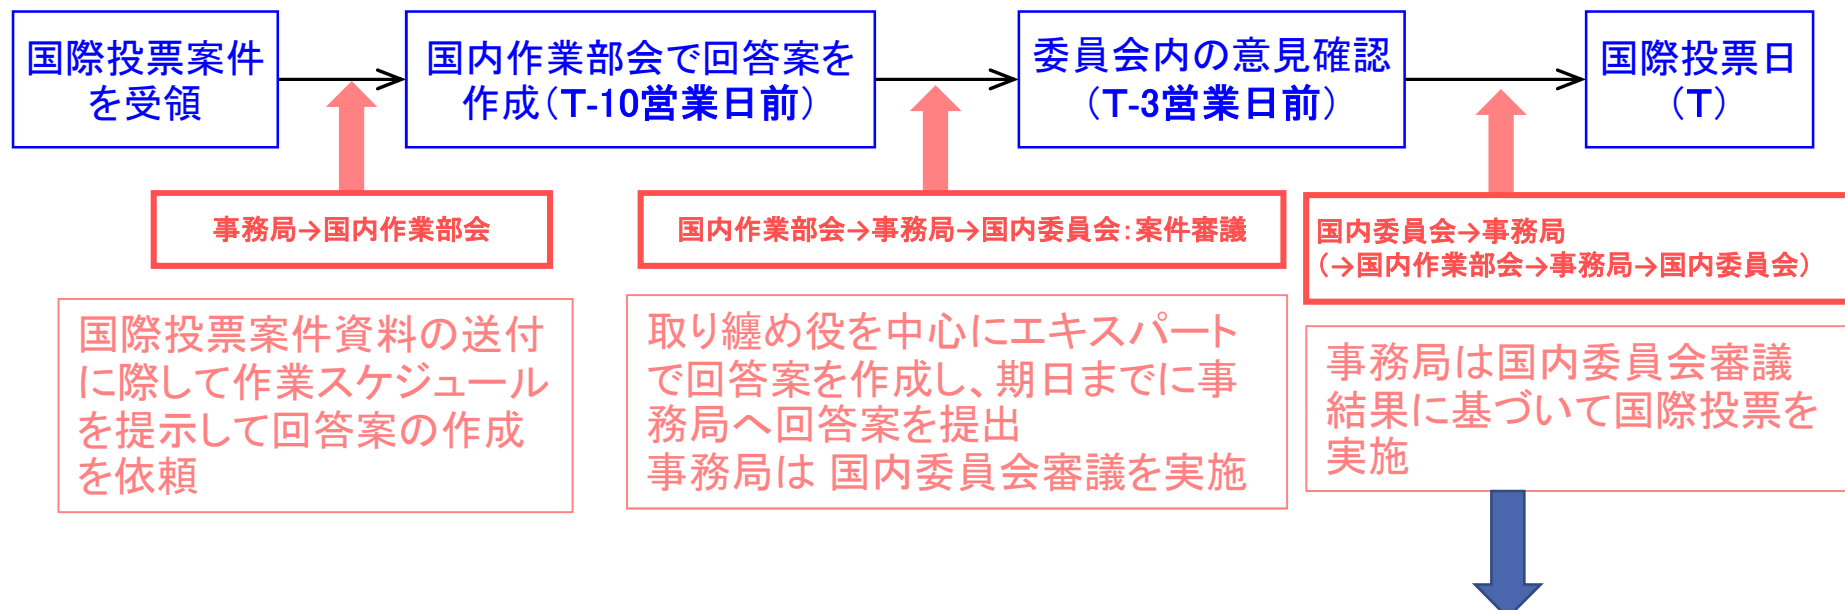 国際投票案件
を受領
国内作業部会で回答案を
作成(T-10営業日前)
委員会内の意見確認
(T-3営業日前)
国際投票日
(T)
事務局→国内作業部会
国内作業部会→事務局→国内委員会:案件審議
国内委員会→事務局
(→国内作業部会→事務局→国内委員会)
国際投票案件資料の送付
に際して作業スケジュール
を提示して回答案の作成
を依頼
取り纏め役を中心にエキスパート
で回答案を作成し、期日までに事
務局へ回答案を提出
事務局は 国内委員会審議を実施
事務局は国内委員会審議
結果に基づいて国際投票を
実施